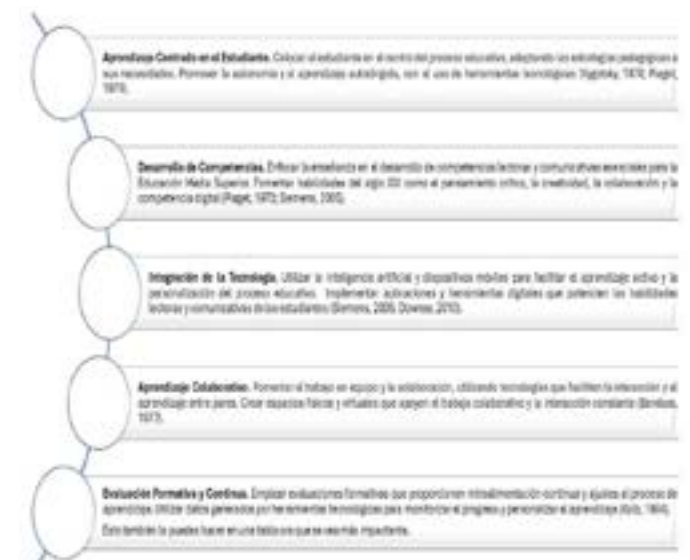 Aprendizaje Centrado en el Estudiante. Colocar al estudiante en el centro del proceso educativo, adaptando las estrategias pedagógicas a
sus necesidades. Promover la autonomía y el aprendizaje autodirigido, con el uso de herramientas tecnológicas (Vygotsky, 1978; Piaget,
Desarrollo de Competencias. Enfocar la enseñanza en el desarrollo de competencias lectoras y comunicativas esenciales para la
Educación Media Superior. Fomentar habilidades del siglo XXI como el pensamiento crítico, la creatividad, la colaboración y la
competencia digital (Piaget, 1972; Siemens, 2005).
Integración de la Tecnología. Utilizar la inteligencia artificial y dispositivos móviles para facilitar el aprendizaje activo y la
personalización del proceso educativo. Implementar aplicaciones y herramientas digitales que potencien las habilidades
lectoras y comunicativas de los estudiantes (Siemens, 2005; Downes, 2010).
Aprendizaje Colaborativo. Fomentar el trabajo en equipo y la colaboración, utilizando tecnologías que faciliten la interacción y el
aprendizaje entre pares. Crear espacios físicos y virtuales que apoyen el trabajo colaborativo y la interacción constante (Bandura,
1977).
Evaluación Formativa y Continua. Emplear evaluaciones formativas que proporcionen retroalimentación continua y ajustes al proceso de
aprendizaje. Utilizar datos generados por herramientas tecnológicas para monitorear el progreso y personalizar el aprendizaje (Kolb, 1984).
Esto también lo puedes hacer en una tabla o que se vea más impactante.